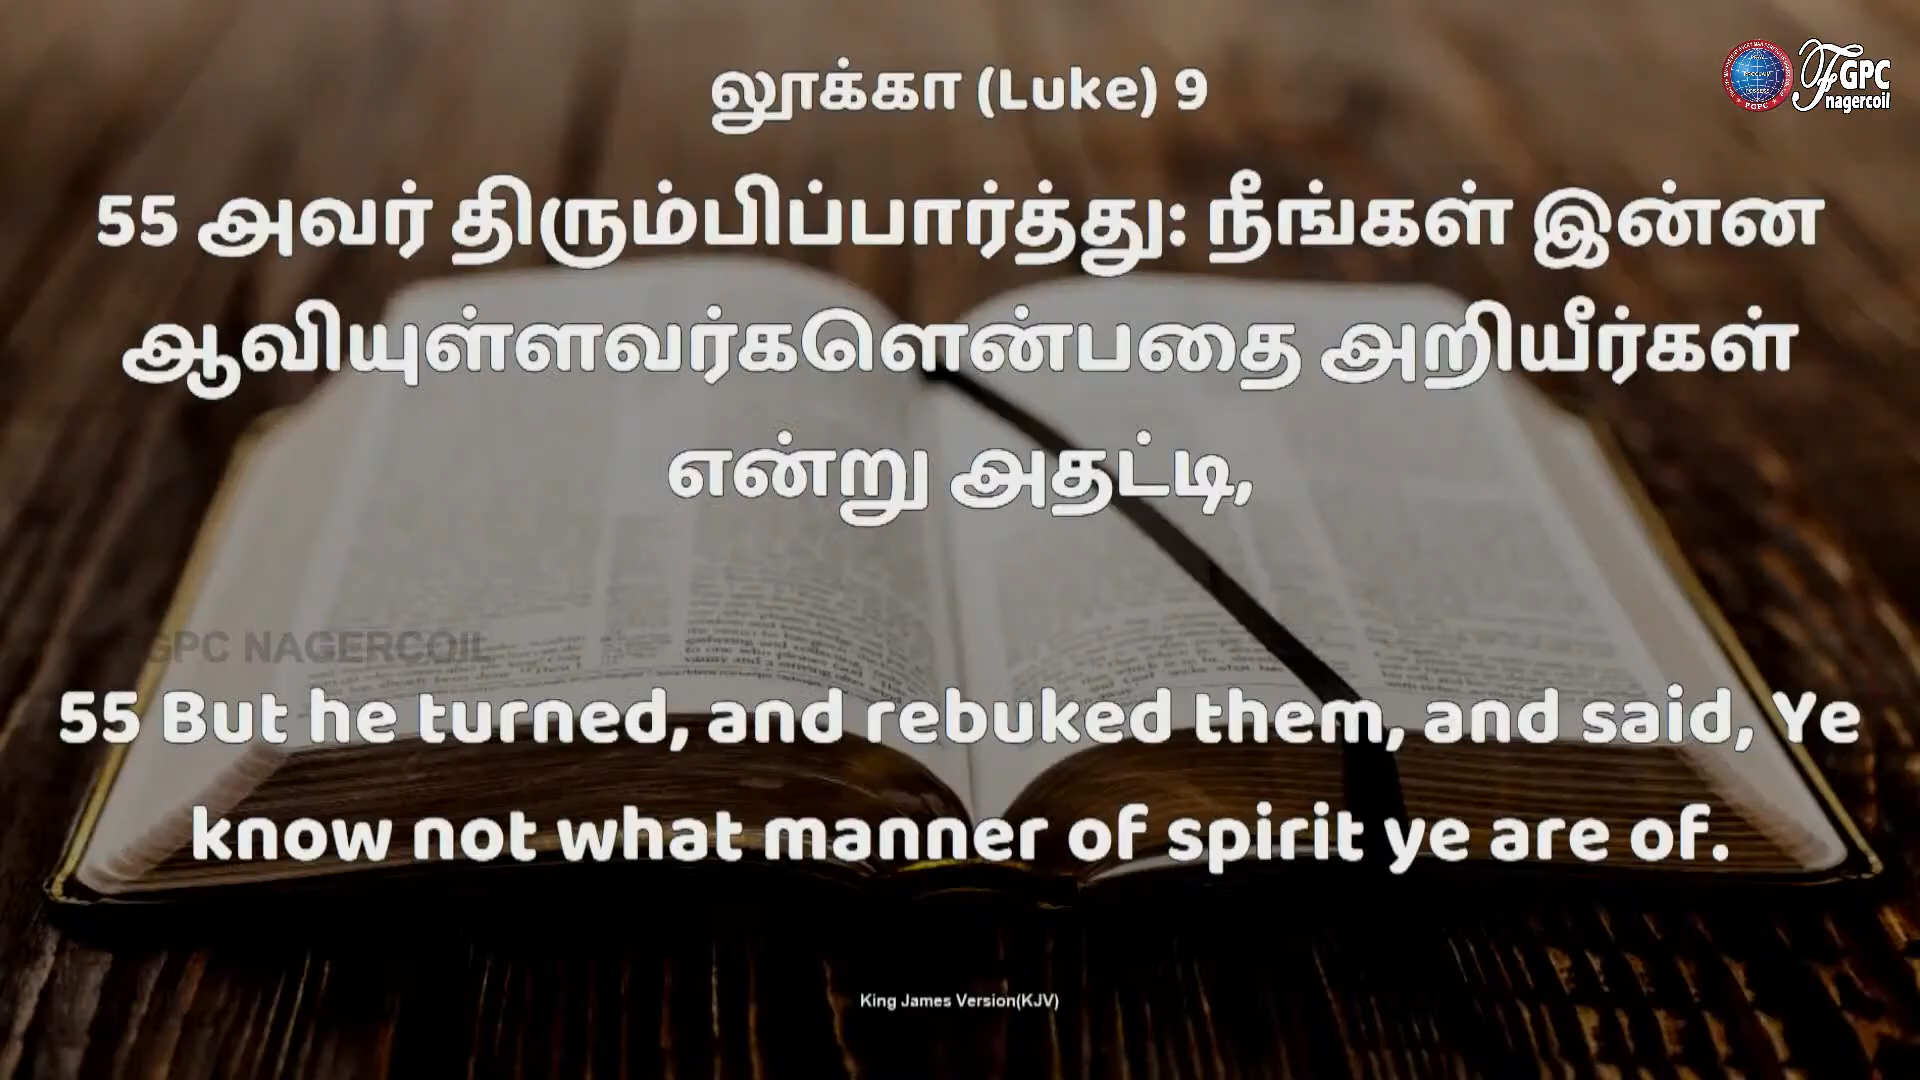 லூக்கா (Luke) 9
FGPC
nagercoil
55 அவர் திரும்பிப்பார்த்து: நீங்கள் இன்ன
ஆவியுள்ளவர்களென்பதை அறியீர்கள்
என்று அதட்டி,
GPC NAGERCOIL
55 But he turned, and rebuked them, and said, Ye
know not what manner of spirit ye are of.
King James Version(KJV)